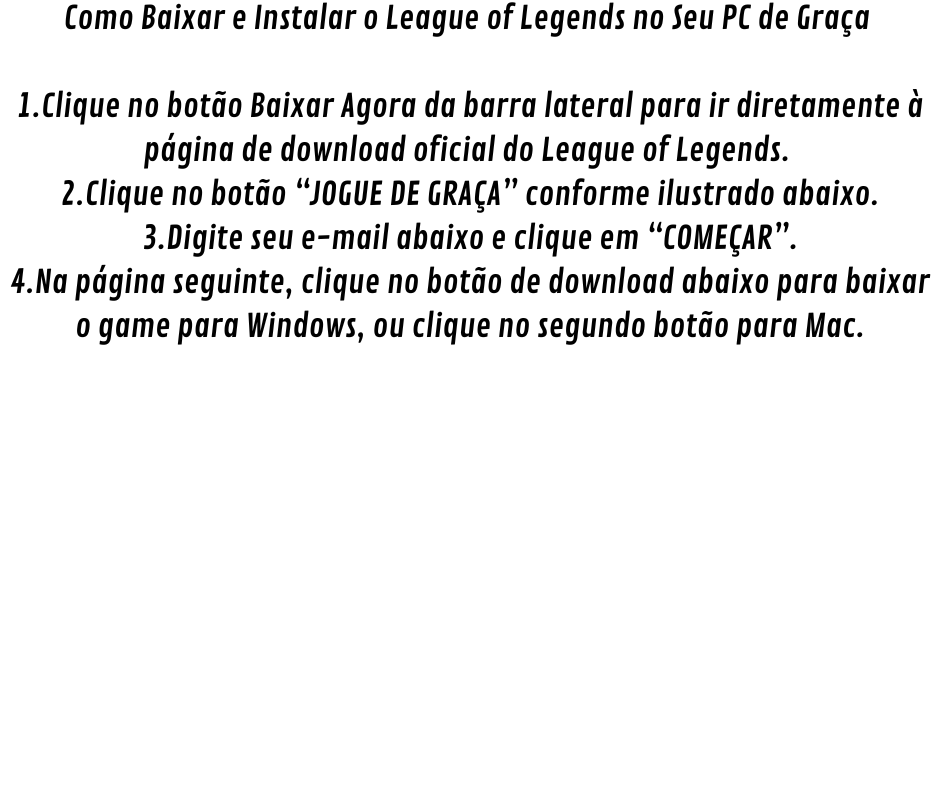 Como Baixar e Instalar o League of Legends no Seu PC de Graça
1.Clique no botão Baixar Agora da barra lateral para ir diretamente à
página de download oficial do League of Legends.
2.Clique no botão “JOGUE DE GRAÇA” conforme ilustrado abaixo.
3.Digite seu e-mail abaixo e clique em “COMEÇAR”.
4.Na página seguinte, clique no botão de download abaixo para baixar
o game para Windows, ou clique no segundo botão para Mac.